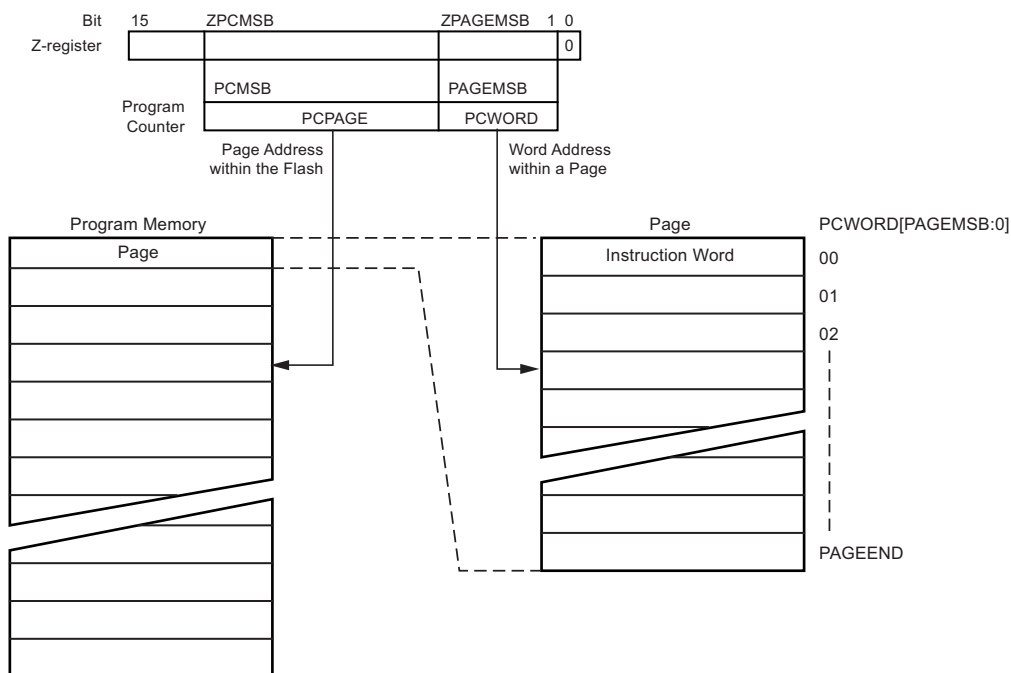 Bit 15 ZPCMSB ZPAGEMSB 1 0
Z-register 0
PCMSB PAGEMSB
Program
Counter
PCPAGE PCWORD
Page Address
within the Flash
Word Address
within a Page
Program Memory
Page
Page
Instruction Word
PCWORD[PAGEMSB:0]
00
01
02
PAGEEND